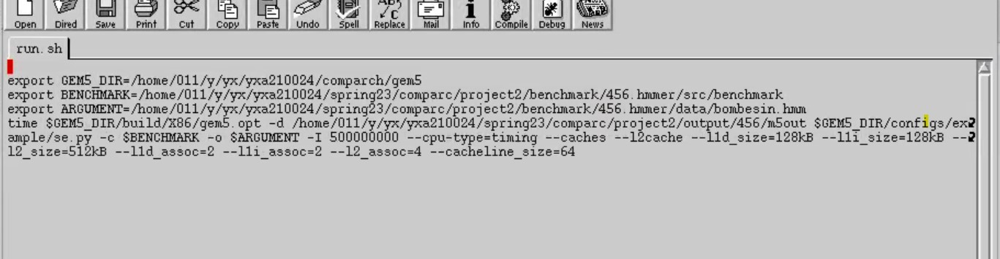 Open Dired Save Print Cut Copy Paste Undo Spell Replace Mail Info Compile Debug News
run.sh
export GEM5_DIR=/home/011/y/yx/yxa210024/comparch/gem5
export BENCHMARK=/home/011/y/yx/yxa210024/spring23/comparc/project2/benchmark/456.hmmer/src/benchmark
export ARGUMENT=/home/011/y/yx/yxa210024/spring23/comparc/project2/benchmark/456.hmmer/data/bombesin.hmm
time $GEM5_DIR/build/X86/gem5.opt -d /home/011/y/yx/yxa210024/spring23/comparc/project2/output/456/m5out $GEM5_DIR/configs/ex
ample/se.py -c $BENCHMARK -o $ARGUMENT -I 500000000 --cpu-type=timing --caches --l2cache --l1d_size=128kB --l1i_size=128kB --
l2_size=512kB --l1d_assoc=2 --l1i_assoc=2 --l2_assoc=4 --cacheline_size=64